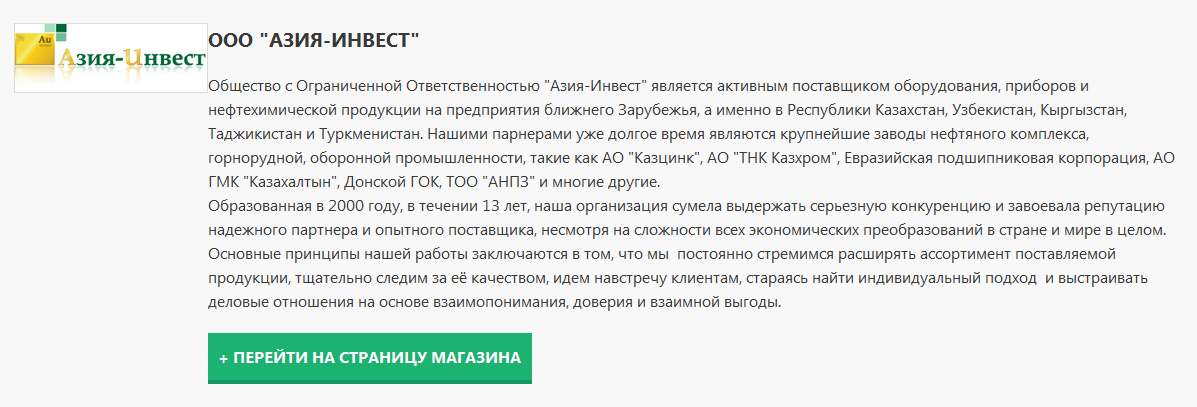 Au
Азия-Инвест
ООО "АЗИЯ-ИНВЕСТ"
Общество с Ограниченной Ответственностью "Азия-Инвест" является активным поставщиком оборудования, приборов и
нефтехимической продукции на предприятия ближнего Зарубежья, а именно в Республики Казахстан, Узбекистан, Кыргызстан,
Таджикистан и Туркменистан. Нашими парнерами уже долгое время являются крупнейшие заводы нефтяного комплекса,
горнорудной, оборонной промышленности, такие как АО "Казцинк", АО "ТНК Казхром", Евразийская подшипниковая корпорация, АО
ГМК "Казахалтын", Донской ГОК, ТОО "АНПЗ" и многие другие.
Образованная в 2000 году, в течении 13 лет, наша организация сумела выдержать серьезную конкуренцию и завоевала репутацию
надежного партнера и опытного поставщика, несмотря на сложности всех экономических преобразований в стране и мире в целом.
Основные принципы нашей работы заключаются в том, что мы  постоянно стремимся расширять ассортимент поставляемой
продукции, тщательно следим за её качеством, идем навстречу клиентам, стараясь найти индивидуальный подход  и выстраивать
деловые отношения на основе взаимопонимания, доверия и взаимной выгоды.
+ ПЕРЕЙТИ НА СТРАНИЦУ МАГАЗИНА